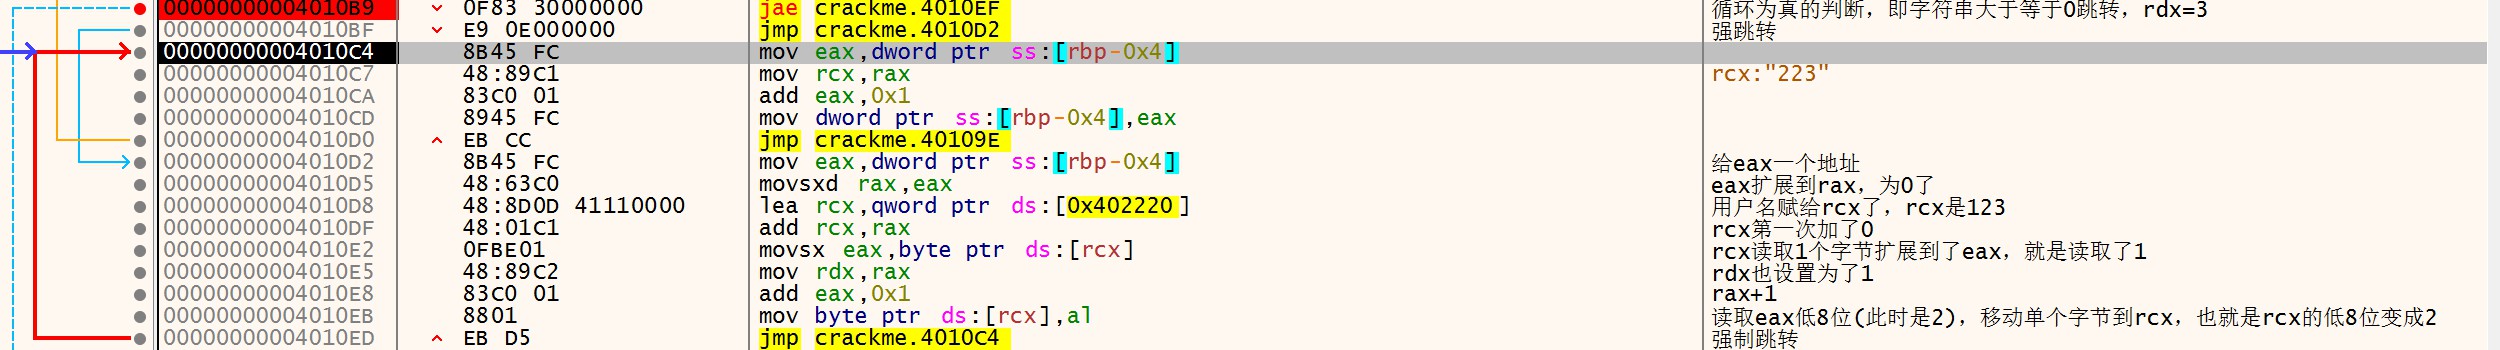 00000000004010B9 0F83 30000000 jae crackme.4010EF 循环为真的判断，即字符串大于等于0跳转，rdx=3
00000000004010BF E9 0E000000 jmp crackme.4010D2 强跳转
00000000004010C4 8B45 FC mov eax,dword ptr ss:[rbp-0x4]
00000000004010C7 48:89C1 mov rcx,rax rcx:"223"
00000000004010CA 83C0 01 add eax,0x1
00000000004010CD 8945 FC mov dword ptr ss:[rbp-0x4],eax
00000000004010D0 EB CC jmp crackme.40109E
00000000004010D2 8B45 FC mov eax,dword ptr ss:[rbp-0x4] 给eax一个地址
00000000004010D5 48:63C0 movsxd rax,eax eax扩展到rax，为0了
00000000004010D8 48:8D0D 41110000 lea rcx,qword ptr ds:[0x402220] 用户名赋给rcx了，rcx是123
00000000004010DF 48:01C1 add rcx,rax rcx第一次加了0
00000000004010E2 0FBE01 movsx eax,byte ptr ds:[rcx] rcx读取1个字节扩展到了eax，就是读取了1
00000000004010E5 48:89C2 mov rdx,rax rdx也设置为了1
00000000004010E8 83C0 01 add eax,0x1 rax+1
00000000004010EB 8801 mov byte ptr ds:[rcx],al 读取eax低8位(此时是2)，移动单个字节到rcx，也就是rcx的低8位变成2
00000000004010ED EB D5 jmp crackme.4010C4 强制跳转